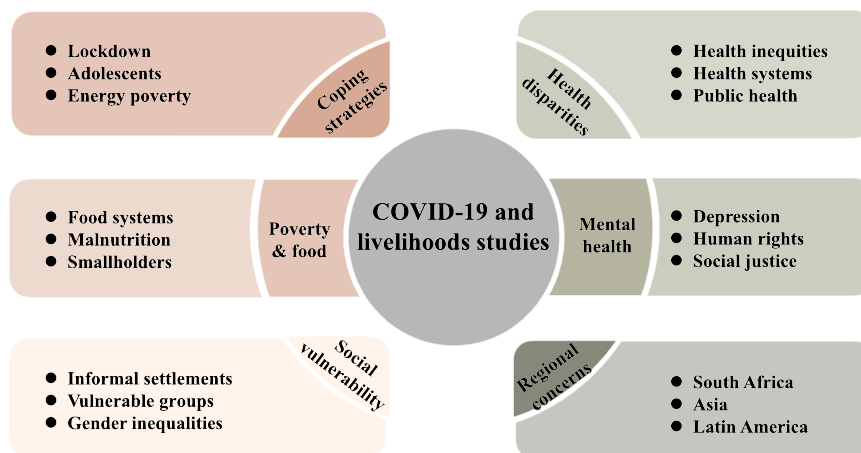 Lockdown
Adolescents
Energy poverty
Coping
strategies
Health
disparities
Health inequities
Health systems
Public health
Food systems
Malnutrition
Smallholders
Poverty
& food
COVID-19 and
livelihoods studies
Mental
health
Depression
Human rights
Social justice
Informal settlements
Vulnerable groups
Gender inequalities
Social
vulnerability
Regional
concerns
South Africa
Asia
Latin America